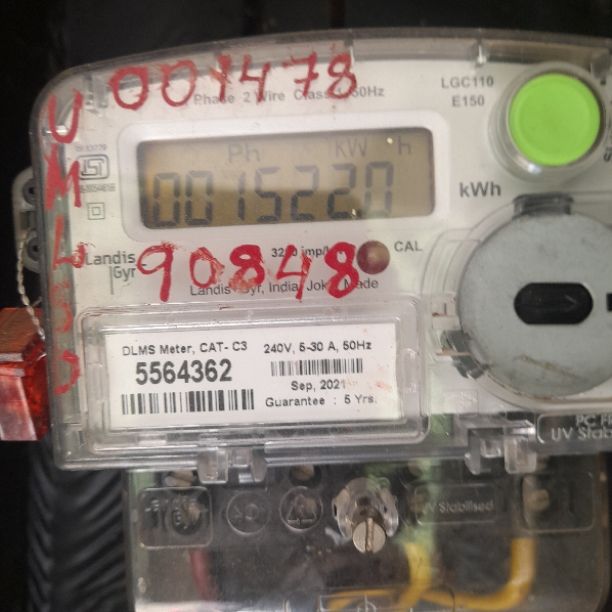 001478
Phase 2 Wire Class 1 50Hz
LGC110
E150
Ph KW h
0015220
kWh
Landis
Gyr
3200 imp/k
CAL
90848
Landis Gyr, India, Joka Made
DLMS Meter, CAT- C3
240V, 5-30 A, 50Hz
5564362
Sep, 2021
Guarantee : 5 Yrs.
UV Stabilised